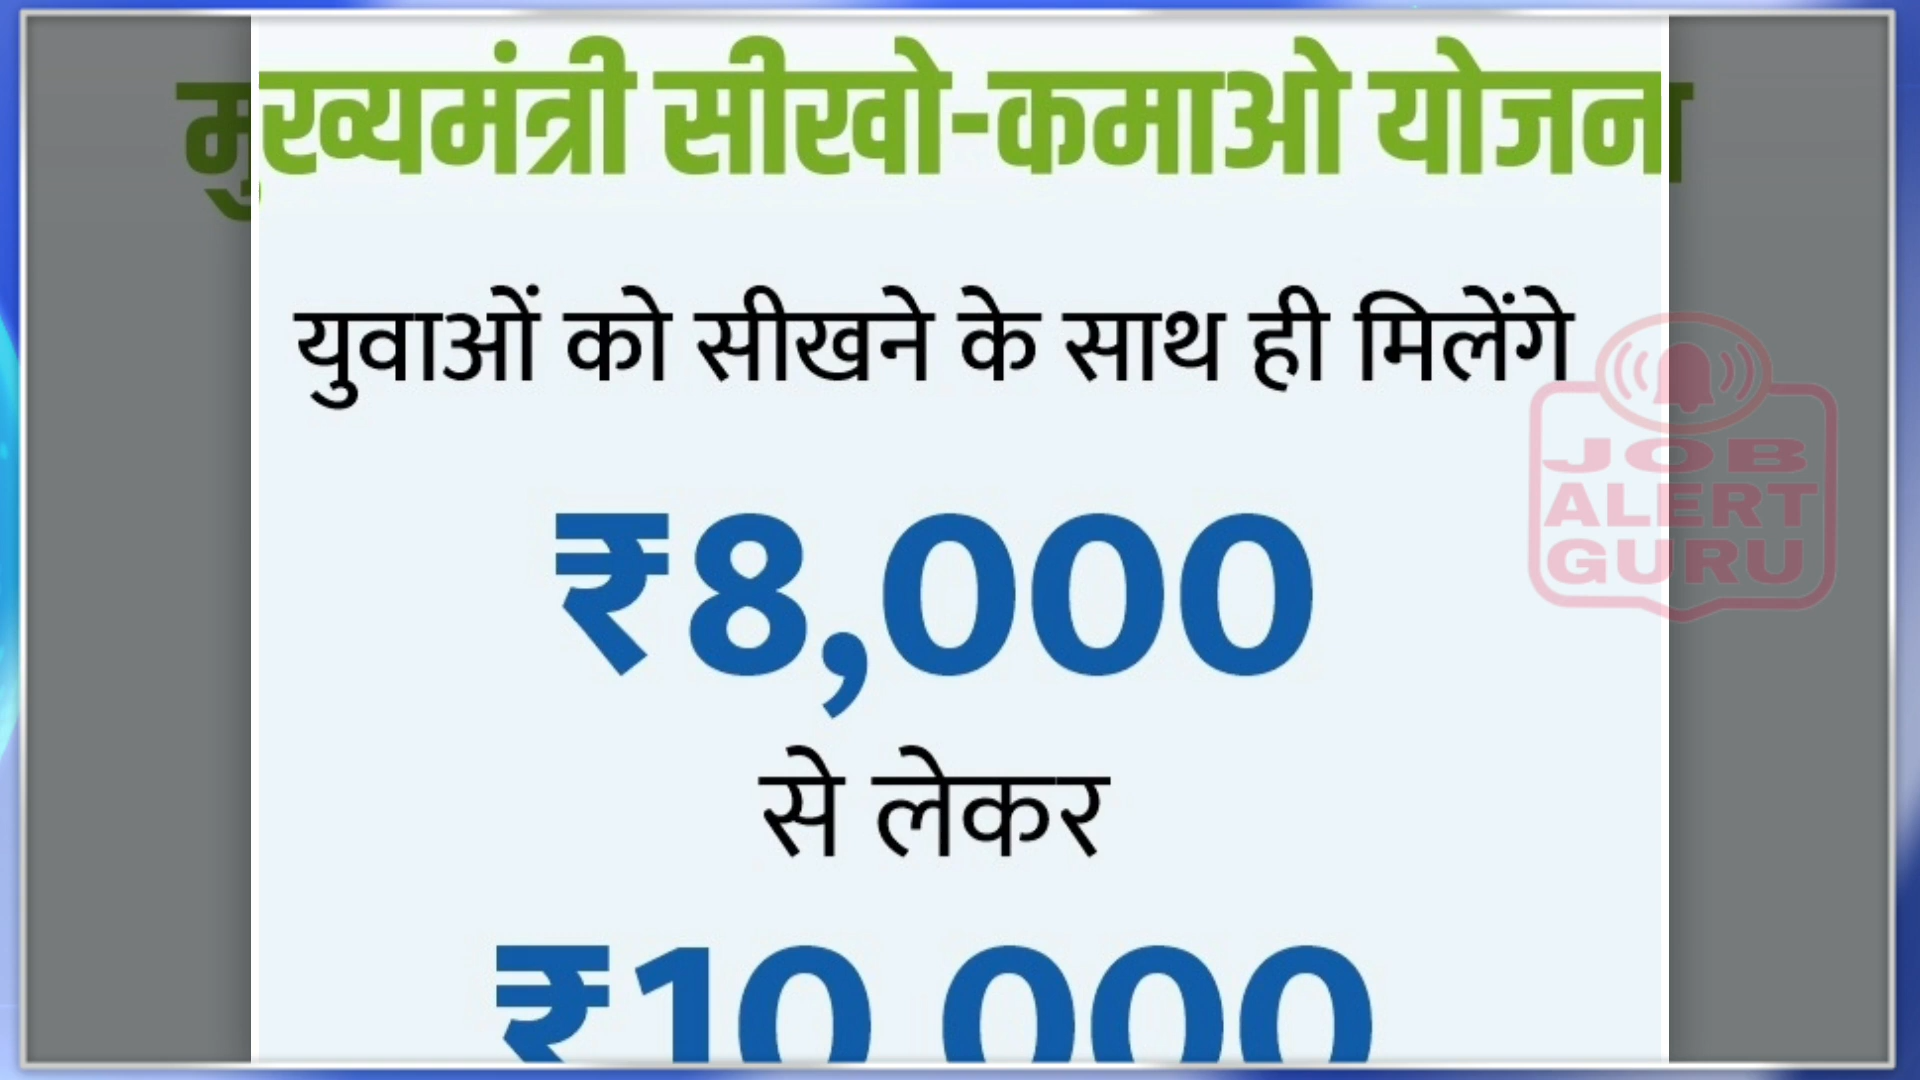 मुख्यमंत्री सीखो-कमाओ योजना
युवाओं को सीखने के साथ ही मिलेंगे
₹8,000
से लेकर
₹10,000
JOB
ALERT
GURU